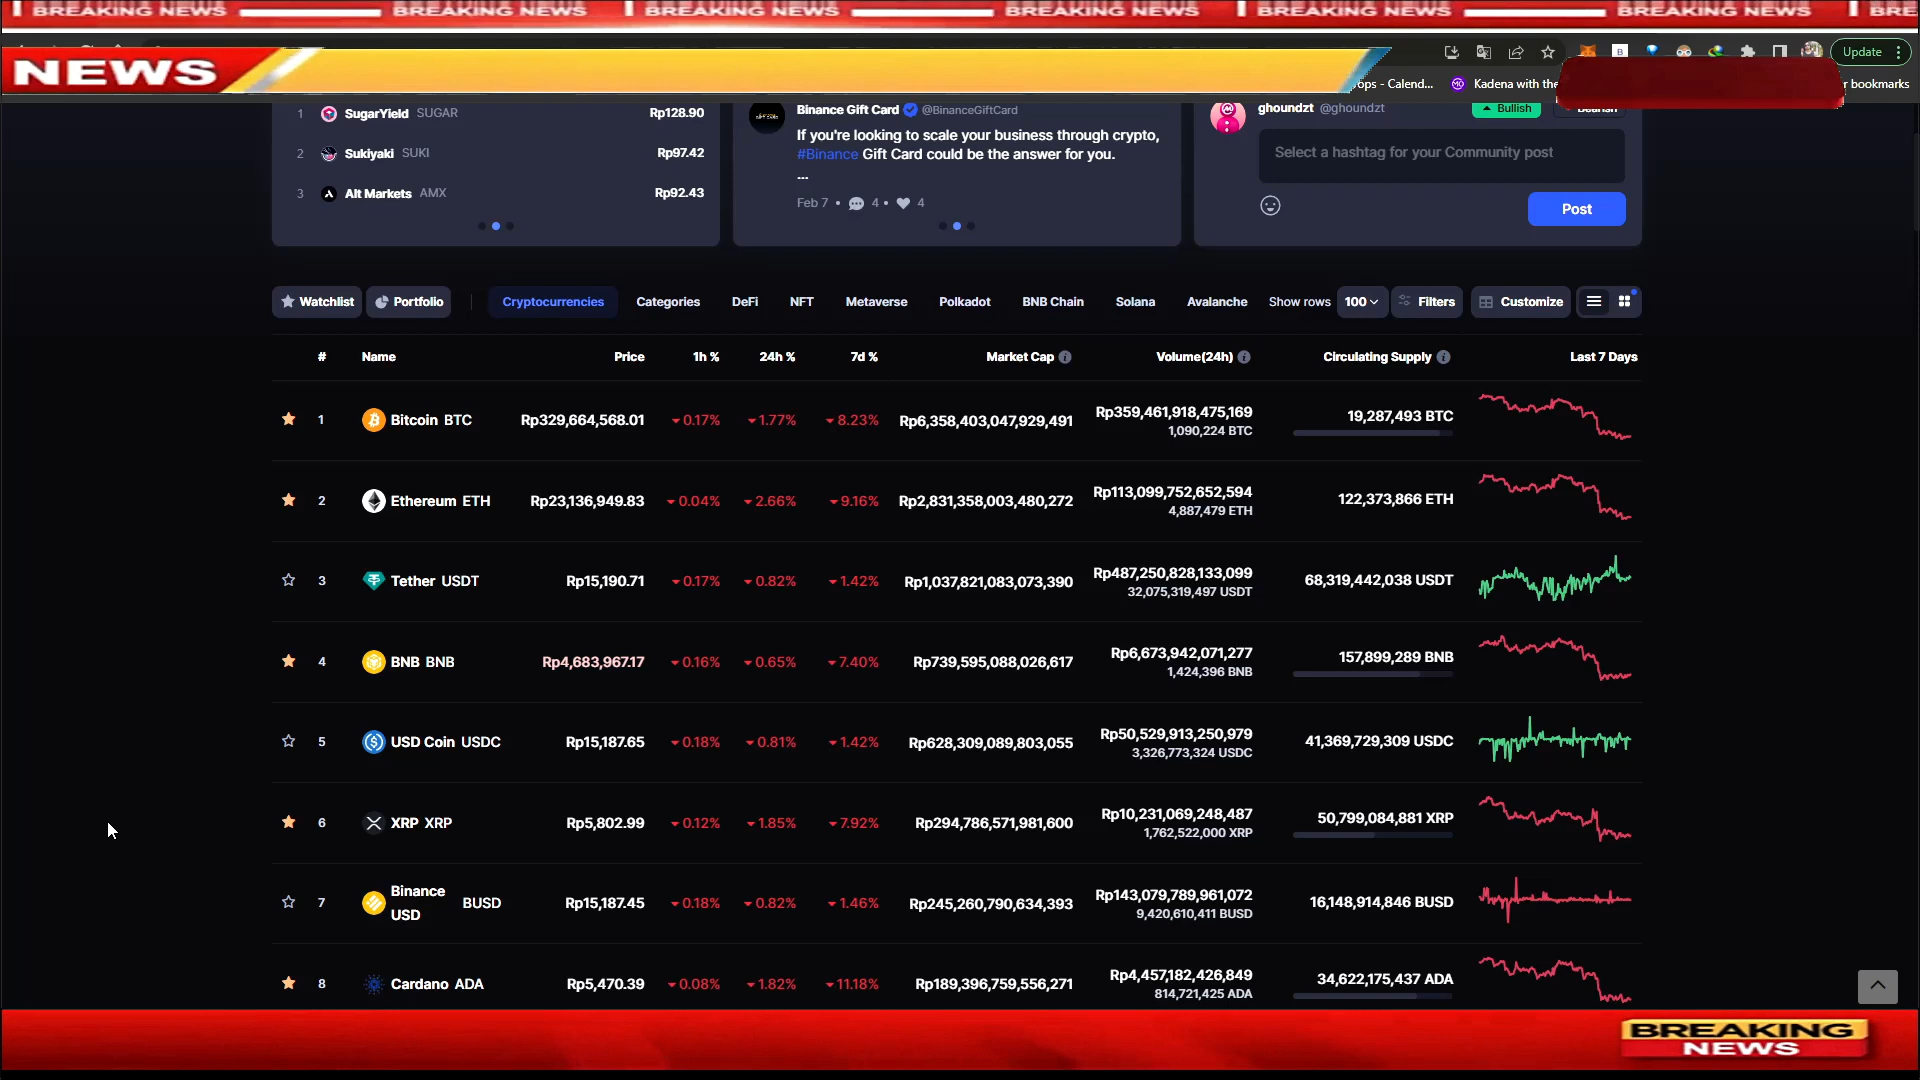 BREAKING NEWS BREAKING NEWS BREAKING NEWS BREAKING NEWS BREAKING NEWS BREAKING NEWS
NEWS
Update
ops - Calend... Kadena with the r bookmarks
1 SugarYield SUGAR Rp128.90
2 Sukiyaki SUKI Rp97.42
3 Alt Markets AMX Rp92.43
Binance Gift Card @BinanceGiftCard
If you're looking to scale your business through crypto,
#Binance Gift Card could be the answer for you.
...
Feb 7 • 4 • 4
ghoundzt @ghoundzt Bullish Bearish
Select a hashtag for your Community post
Post
Watchlist Portfolio Cryptocurrencies Categories DeFi NFT Metaverse Polkadot BNB Chain Solana Avalanche Show rows 100 Filters Customize
# Name Price 1h % 24h % 7d % Market Cap Volume(24h) Circulating Supply Last 7 Days
1 Bitcoin BTC Rp329,664,568.01 0.17% 1.77% 8.23% Rp6,358,403,047,929,491 Rp359,461,918,475,169 19,287,493 BTC
1,090,224 BTC
2 Ethereum ETH Rp23,136,949.83 0.04% 2.66% 9.16% Rp2,831,358,003,480,272 Rp113,099,752,652,594 122,373,866 ETH
4,887,479 ETH
3 Tether USDT Rp15,190.71 0.17% 0.82% 1.42% Rp1,037,821,083,073,390 Rp487,250,828,133,099 68,319,442,038 USDT
32,075,319,497 USDT
4 BNB BNB Rp4,683,967.17 0.16% 0.65% 7.40% Rp739,595,088,026,617 Rp6,673,942,071,277 157,899,289 BNB
1,424,396 BNB
5 USD Coin USDC Rp15,187.65 0.18% 0.81% 1.42% Rp628,309,089,803,055 Rp50,529,913,250,979 41,369,729,309 USDC
3,326,773,324 USDC
6 XRP XRP Rp5,802.99 0.12% 1.85% 7.92% Rp294,786,571,981,600 Rp10,231,069,248,487 50,799,084,881 XRP
1,762,522,000 XRP
7 Binance USD BUSD Rp15,187.45 0.18% 0.82% 1.46% Rp245,260,790,634,393 Rp143,079,789,961,072 16,148,914,846 BUSD
9,420,610,411 BUSD
8 Cardano ADA Rp5,470.39 0.08% 1.82% 11.18% Rp189,396,759,556,271 Rp4,457,182,426,849 34,622,175,437 ADA
814,721,425 ADA
BREAKING
NEWS